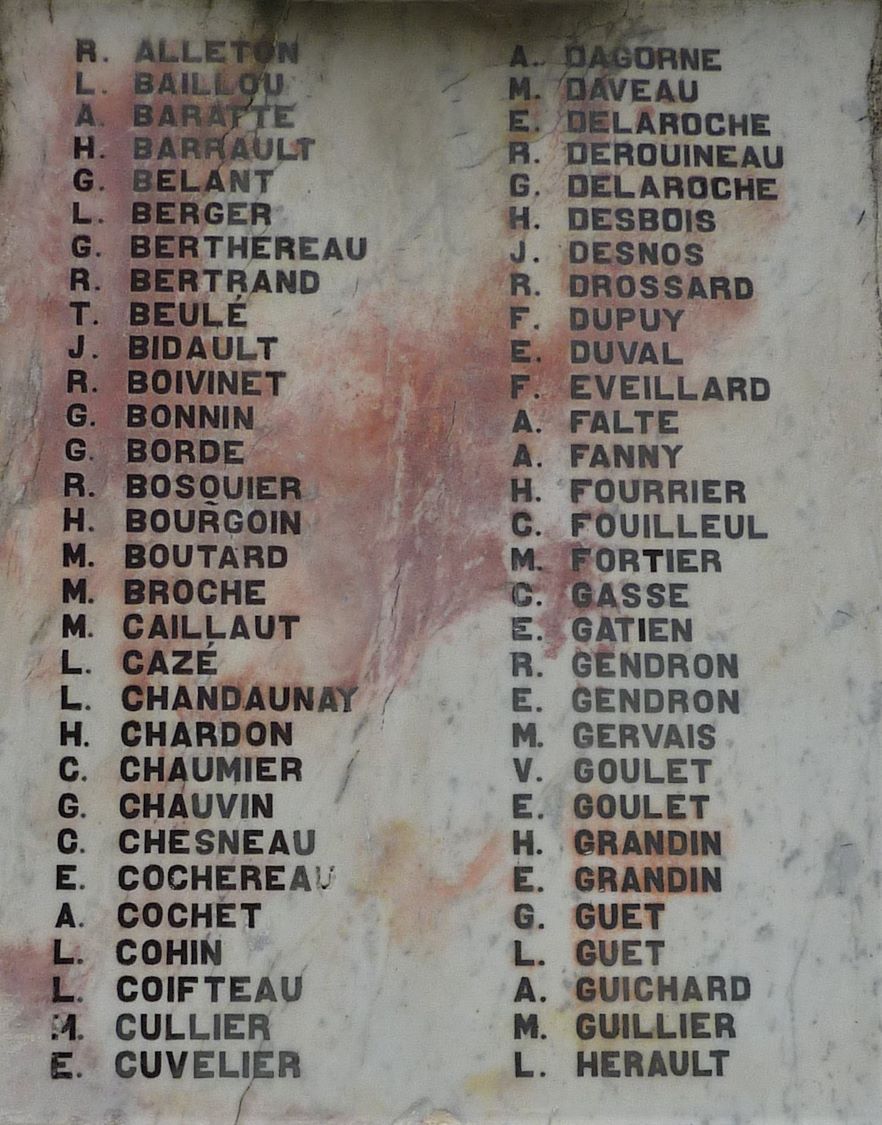 R. ALLETON
L. BAILLOU
A. BARATTE
H. BARRAULT
G. BELANT
L. BERGER
G. BERTHEREAU
R. BERTRAND
T. BEULÉ
J. BIDAULT
R. BOIVINET
G. BONNIN
G. BORDE
R. BOSQUIER
H. BOURGOIN
M. BOUTARD
M. BROCHE
M. CAILLAUT
L. CAZÉ
L. CHANDAUNAY
H. CHARDON
C. CHAUMIER
G. CHAUVIN
C. CHESNEAU
E. COCHEREAU
A. COCHET
L. COHIN
L. COIFTEAU
M. CULLIER
E. CUVELIER
A. DAGORNE
M. DAVEAU
E. DELAROCHE
R. DEROUINEAU
G. DELAROCHE
H. DESBOIS
J. DESNOS
R. DROSSARD
F. DUPUY
E. DUVAL
F. EVEILLARD
A. FALTE
A. FANNY
H. FOURRIER
C. FOUILLEUL
M. FORTIER
C. GASSE
E. GATIEN
R. GENDRON
E. GENDRON
M. GERVAIS
V. GOULET
E. GOULET
H. GRANDIN
E. GRANDIN
G. GUET
L. GUET
A. GUICHARD
M. GUILLIER
L. HERAULT